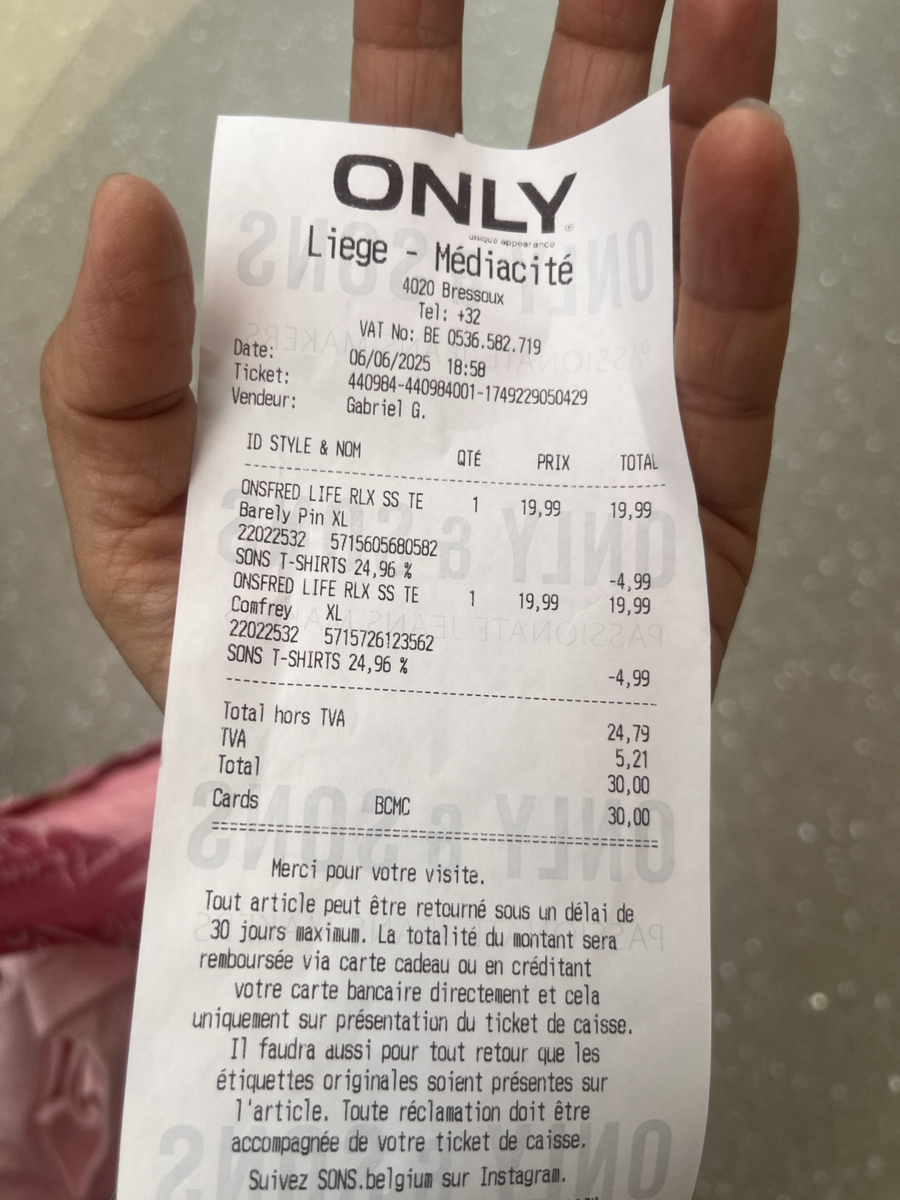 ONLY
unique appearance
Liege - Médiacité
4020 Bressoux
Tel: +32
VAT No: BE 0536.582.719
Date: 06/06/2025 18:58
Ticket: 440984-440984001-1749229050429
Vendeur: Gabriel G.
ID STYLE & NOM QTÉ PRIX TOTAL
ONSFRED LIFE RLX SS TE 1 19,99 19,99
Barely Pin XL
22022532 5715605680582
SONS T-SHIRTS 24,96 % -4,99
ONSFRED LIFE RLX SS TE 1 19,99 19,99
Comfrey XL
22022532 5715726123562
SONS T-SHIRTS 24,96 % -4,99
Total hors TVA 24,79
TVA 5,21
Total 30,00
Cards BCMC 30,00
Merci pour votre visite.
Tout article peut être retourné sous un délai de
30 jours maximum. La totalité du montant sera
remboursée via carte cadeau ou en créditant
votre carte bancaire directement et cela
uniquement sur présentation du ticket de caisse.
Il faudra aussi pour tout retour que les
étiquettes originales soient présentes sur
l'article. Toute réclamation doit être
accompagnée de votre ticket de caisse.
Suivez SONS.belgium sur Instagram.